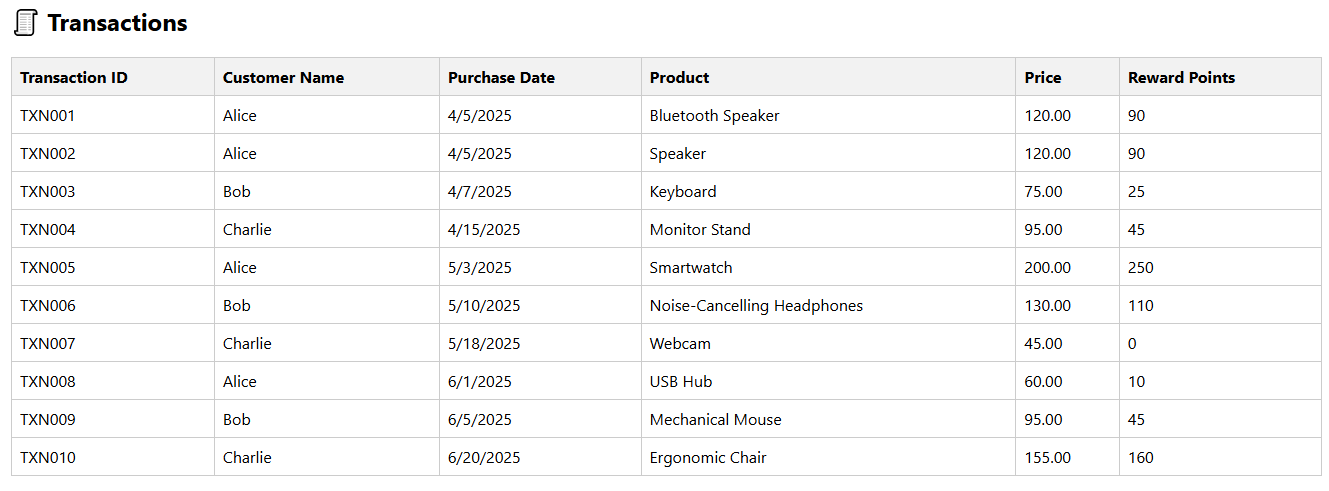 Transactions
Transaction ID Customer Name Purchase Date Product Price Reward Points
TXN001 Alice 4/5/2025 Bluetooth Speaker 120.00 90
TXN002 Alice 4/5/2025 Speaker 120.00 90
TXN003 Bob 4/7/2025 Keyboard 75.00 25
TXN004 Charlie 4/15/2025 Monitor Stand 95.00 45
TXN005 Alice 5/3/2025 Smartwatch 200.00 250
TXN006 Bob 5/10/2025 Noise-Cancelling Headphones 130.00 110
TXN007 Charlie 5/18/2025 Webcam 45.00 0
TXN008 Alice 6/1/2025 USB Hub 60.00 10
TXN009 Bob 6/5/2025 Mechanical Mouse 95.00 45
TXN010 Charlie 6/20/2025 Ergonomic Chair 155.00 160